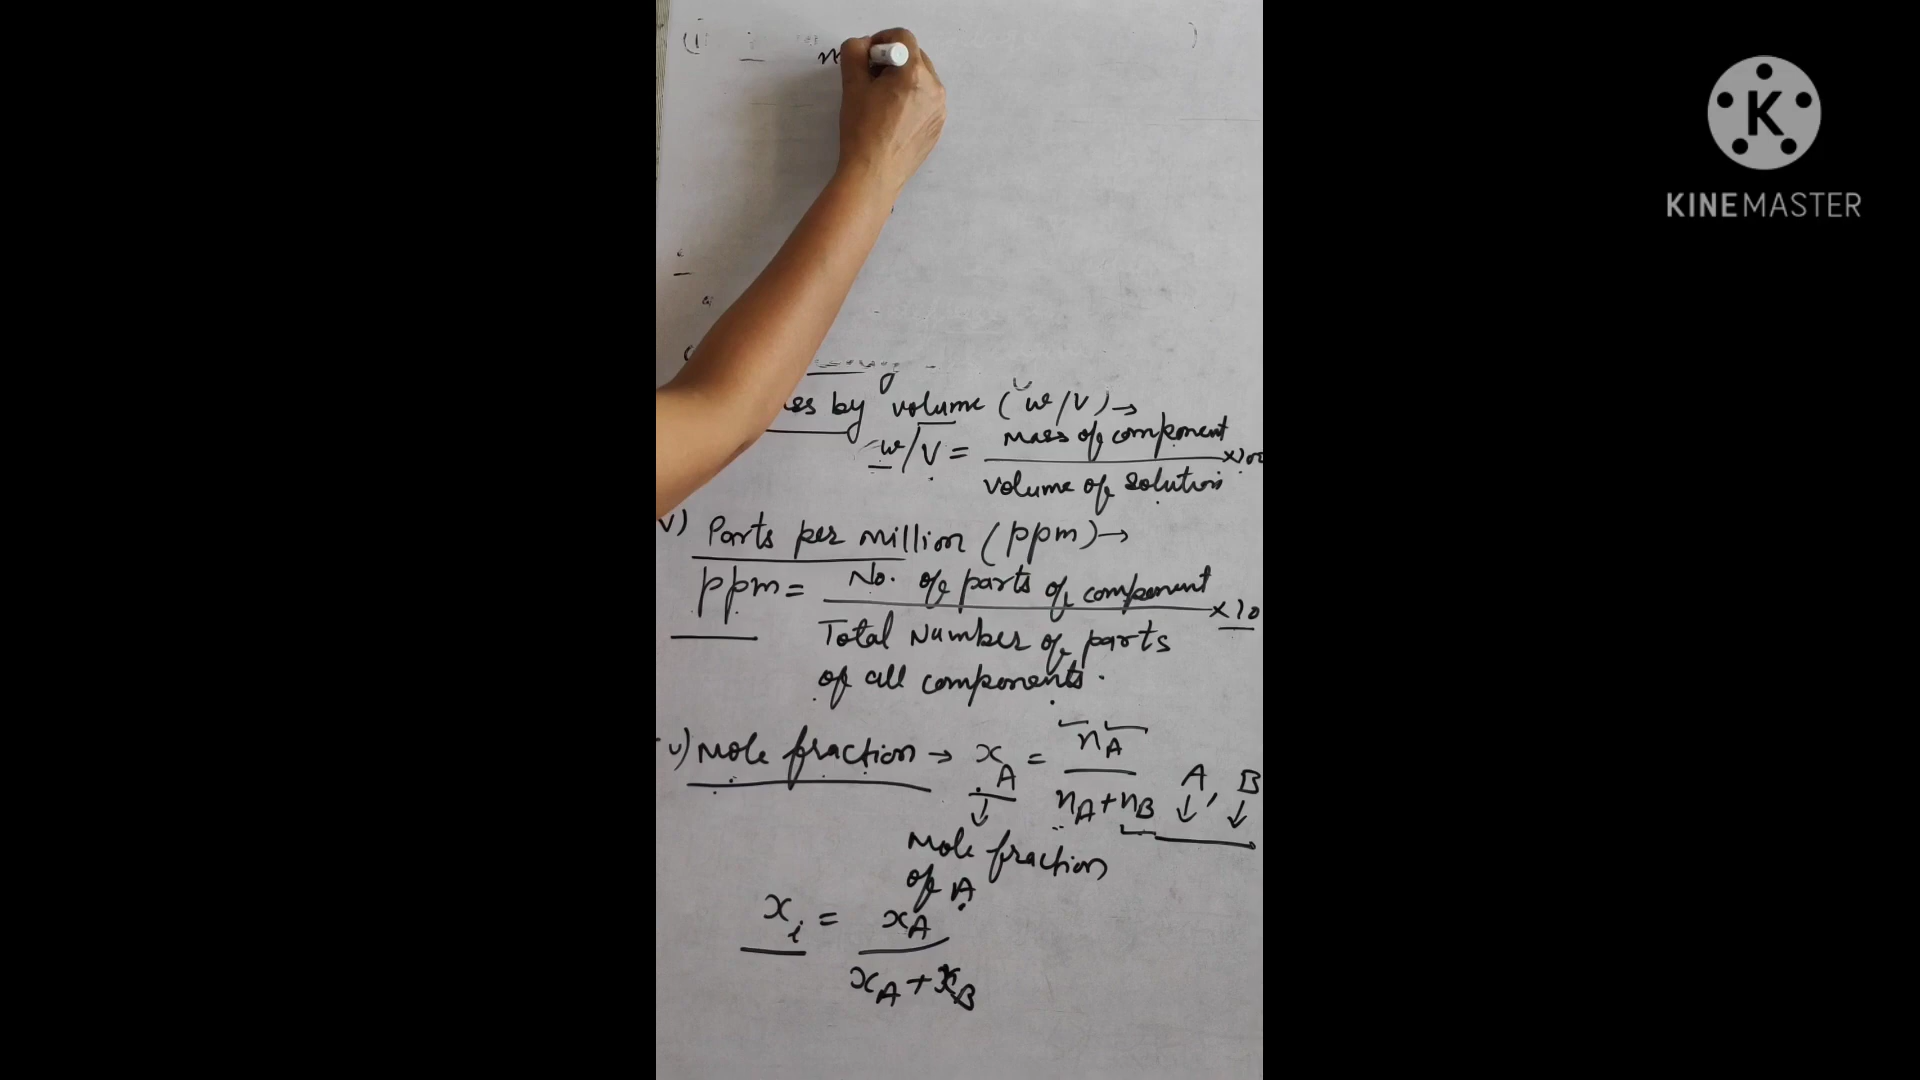 by volume (w/V) →
w/V = Mass of component / volume of solution
v) Parts per million (ppm) →
ppm = No. of parts of component / Total Number of parts of all components. ×10
v) Mole fraction → x_A = n_A / n_A + n_B A, B
Mole fraction
of A
x_i = x_A / x_A + x_B
K
KINEMASTER